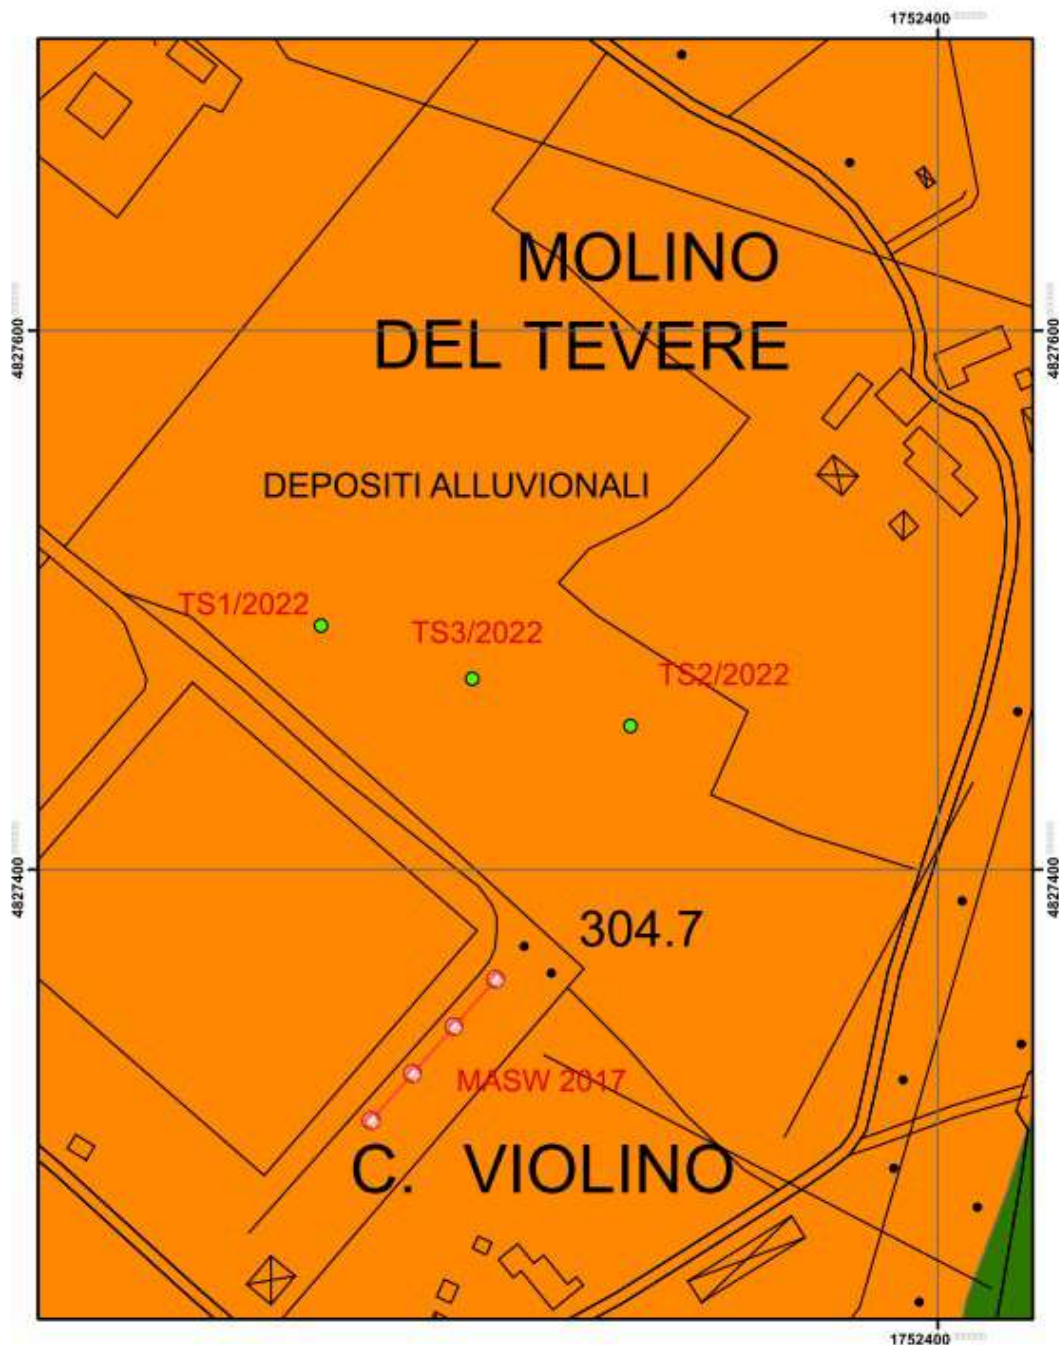 1752400
MOLINO
DEL TEVERE
4827600
4827600
DEPOSITI ALLUVIONALI
TS1/2022
TS3/2022
TS2/2022
4827400
4827400
304.7
MASW 2017
C. VIOLINO
1752400